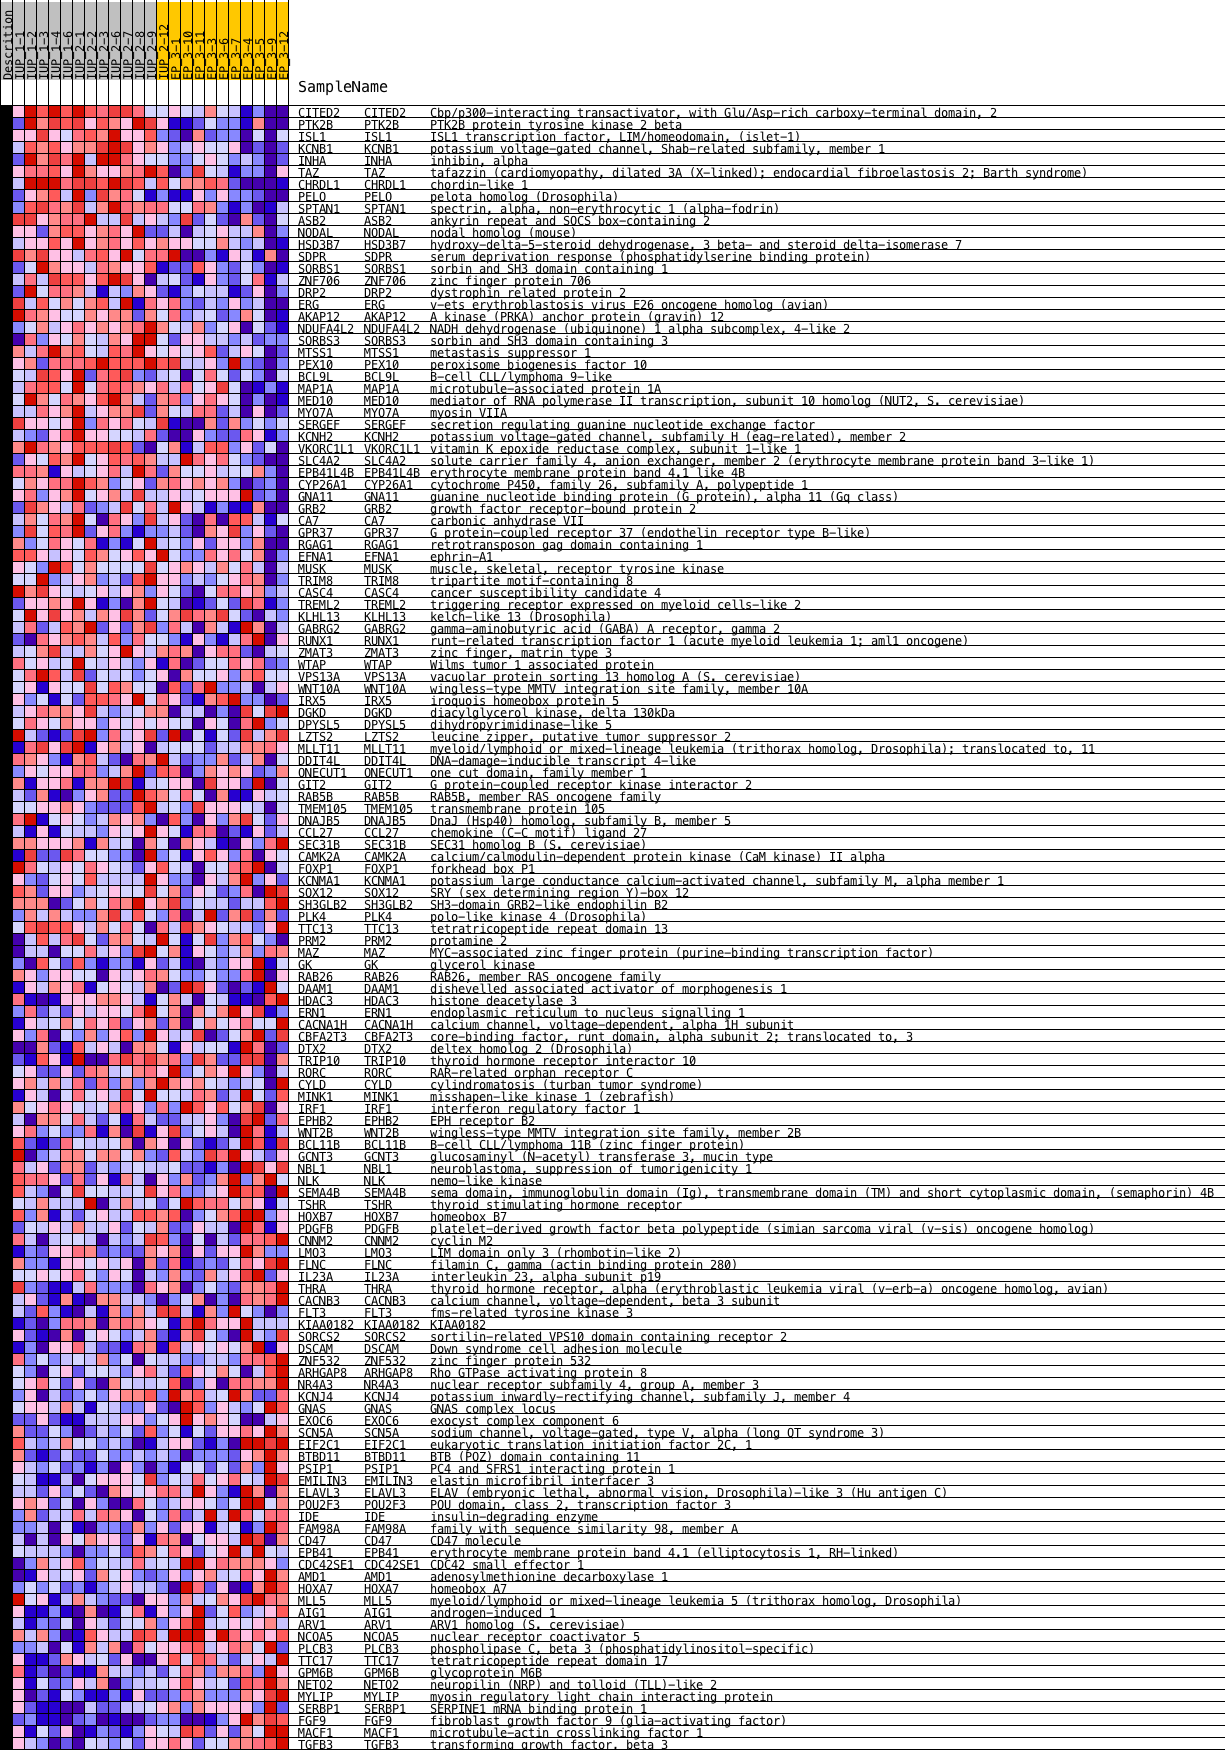 Descrition
IUP_1-1
IUP_1-2
IUP_1-3
IUP_1-4
IUP_1-6
IUP_2-1
IUP_2-2
IUP_2-3
IUP_2-6
IUP_2-7
IUP_2-8
IUP_2-9
IUP_2-12
EP_3-1
EP_3-10
EP_3-11
EP_3-3
EP_3-6
EP_3-7
EP_3-4
EP_3-5
EP_3-9
EP_3-12
SampleName
CITED2 CITED2 Cbp/p300-interacting transactivator, with Glu/Asp-rich carboxy-terminal domain, 2
PTK2B PTK2B PTK2B protein tyrosine kinase 2 beta
ISL1 ISL1 ISL1 transcription factor, LIM/homeodomain, (islet-1)
KCNB1 KCNB1 potassium voltage-gated channel, Shab-related subfamily, member 1
INHA INHA inhibin, alpha
TAZ TAZ tafazzin (cardiomyopathy, dilated 3A (X-linked); endocardial fibroelastosis 2; Barth syndrome)
CHRDL1 CHRDL1 chordin-like 1
PELO PELO pelota homolog (Drosophila)
SPTAN1 SPTAN1 spectrin, alpha, non-erythrocytic 1 (alpha-fodrin)
ASB2 ASB2 ankyrin repeat and SOCS box-containing 2
NODAL NODAL nodal homolog (mouse)
HSD3B7 HSD3B7 hydroxy-delta-5-steroid dehydrogenase, 3 beta- and steroid delta-isomerase 7
SDPR SDPR serum deprivation response (phosphatidylserine binding protein)
SORBS1 SORBS1 sorbin and SH3 domain containing 1
ZNF706 ZNF706 zinc finger protein 706
DRP2 DRP2 dystrophin related protein 2
ERG ERG v-ets erythroblastosis virus E26 oncogene homolog (avian)
AKAP12 AKAP12 A kinase (PRKA) anchor protein (gravin) 12
NDUFA4L2 NDUFA4L2 NADH dehydrogenase (ubiquinone) 1 alpha subcomplex, 4-like 2
SORBS3 SORBS3 sorbin and SH3 domain containing 3
MTSS1 MTSS1 metastasis suppressor 1
PEX10 PEX10 peroxisome biogenesis factor 10
BCL9L BCL9L B-cell CLL/lymphoma 9-like
MAP1A MAP1A microtubule-associated protein 1A
MED10 MED10 mediator of RNA polymerase II transcription, subunit 10 homolog (NUT2, S. cerevisiae)
MYO7A MYO7A myosin VIIA
SERGEF SERGEF secretion regulating guanine nucleotide exchange factor
KCNH2 KCNH2 potassium voltage-gated channel, subfamily H (eag-related), member 2
VKORC1L1 VKORC1L1 vitamin K epoxide reductase complex, subunit 1-like 1
SLC4A2 SLC4A2 solute carrier family 4, anion exchanger, member 2 (erythrocyte membrane protein band 3-like 1)
EPB41L4B EPB41L4B erythrocyte membrane protein band 4.1 like 4B
CYP26A1 CYP26A1 cytochrome P450, family 26, subfamily A, polypeptide 1
GNA11 GNA11 guanine nucleotide binding protein (G protein), alpha 11 (Gq class)
GRB2 GRB2 growth factor receptor-bound protein 2
CA7 CA7 carbonic anhydrase VII
GPR37 GPR37 G protein-coupled receptor 37 (endothelin receptor type B-like)
RGAG1 RGAG1 retrotransposon gag domain containing 1
EFNA1 EFNA1 ephrin-A1
MUSK MUSK muscle, skeletal, receptor tyrosine kinase
TRIM8 TRIM8 tripartite motif-containing 8
CASC4 CASC4 cancer susceptibility candidate 4
TREML2 TREML2 triggering receptor expressed on myeloid cells-like 2
KLHL13 KLHL13 kelch-like 13 (Drosophila)
GABRG2 GABRG2 gamma-aminobutyric acid (GABA) A receptor, gamma 2
RUNX1 RUNX1 runt-related transcription factor 1 (acute myeloid leukemia 1; aml1 oncogene)
ZMAT3 ZMAT3 zinc finger, matrin type 3
WTAP WTAP Wilms tumor 1 associated protein
VPS13A VPS13A vacuolar protein sorting 13 homolog A (S. cerevisiae)
WNT10A WNT10A wingless-type MMTV integration site family, member 10A
IRX5 IRX5 iroquois homeobox protein 5
DGKD DGKD diacylglycerol kinase, delta 130kDa
DPYSL5 DPYSL5 dihydropyrimidinase-like 5
LZTS2 LZTS2 leucine zipper, putative tumor suppressor 2
MLLT11 MLLT11 myeloid/lymphoid or mixed-lineage leukemia (trithorax homolog, Drosophila); translocated to, 11
DDIT4L DDIT4L DNA-damage-inducible transcript 4-like
ONECUT1 ONECUT1 one cut domain, family member 1
GIT2 GIT2 G protein-coupled receptor kinase interactor 2
RAB5B RAB5B RAB5B, member RAS oncogene family
TMEM105 TMEM105 transmembrane protein 105
DNAJB5 DNAJB5 DnaJ (Hsp40) homolog, subfamily B, member 5
CCL27 CCL27 chemokine (C-C motif) ligand 27
SEC31B SEC31B SEC31 homolog B (S. cerevisiae)
CAMK2A CAMK2A calcium/calmodulin-dependent protein kinase (CaM kinase) II alpha
FOXP1 FOXP1 forkhead box P1
KCNMA1 KCNMA1 potassium large conductance calcium-activated channel, subfamily M, alpha member 1
SOX12 SOX12 SRY (sex determining region Y)-box 12
SH3GLB2 SH3GLB2 SH3-domain GRB2-like endophilin B2
PLK4 PLK4 polo-like kinase 4 (Drosophila)
TTC13 TTC13 tetratricopeptide repeat domain 13
PRM2 PRM2 protamine 2
MAZ MAZ MYC-associated zinc finger protein (purine-binding transcription factor)
GK GK glycerol kinase
RAB26 RAB26 RAB26, member RAS oncogene family
DAAM1 DAAM1 dishevelled associated activator of morphogenesis 1
HDAC3 HDAC3 histone deacetylase 3
ERN1 ERN1 endoplasmic reticulum to nucleus signalling 1
CACNA1H CACNA1H calcium channel, voltage-dependent, alpha 1H subunit
CBFA2T3 CBFA2T3 core-binding factor, runt domain, alpha subunit 2; translocated to, 3
DTX2 DTX2 deltex homolog 2 (Drosophila)
TRIP10 TRIP10 thyroid hormone receptor interactor 10
RORC RORC RAR-related orphan receptor C
CYLD CYLD cylindromatosis (turban tumor syndrome)
MINK1 MINK1 misshapen-like kinase 1 (zebrafish)
IRF1 IRF1 interferon regulatory factor 1
EPHB2 EPHB2 EPH receptor B2
WNT2B WNT2B wingless-type MMTV integration site family, member 2B
BCL11B BCL11B B-cell CLL/lymphoma 11B (zinc finger protein)
GCNT3 GCNT3 glucosaminyl (N-acetyl) transferase 3, mucin type
NBL1 NBL1 neuroblastoma, suppression of tumorigenicity 1
NLK NLK nemo-like kinase
SEMA4B SEMA4B sema domain, immunoglobulin domain (Ig), transmembrane domain (TM) and short cytoplasmic domain, (semaphorin) 4B
TSHR TSHR thyroid stimulating hormone receptor
HOXB7 HOXB7 homeobox B7
PDGFB PDGFB platelet-derived growth factor beta polypeptide (simian sarcoma viral (v-sis) oncogene homolog)
CNNM2 CNNM2 cyclin M2
LMO3 LMO3 LIM domain only 3 (rhombotin-like 2)
FLNC FLNC filamin C, gamma (actin binding protein 280)
IL23A IL23A interleukin 23, alpha subunit p19
THRA THRA thyroid hormone receptor, alpha (erythroblastic leukemia viral (v-erb-a) oncogene homolog, avian)
CACNB3 CACNB3 calcium channel, voltage-dependent, beta 3 subunit
FLT3 FLT3 fms-related tyrosine kinase 3
KIAA0182 KIAA0182 KIAA0182
SORCS2 SORCS2 sortilin-related VPS10 domain containing receptor 2
DSCAM DSCAM Down syndrome cell adhesion molecule
ZNF532 ZNF532 zinc finger protein 532
ARHGAP8 ARHGAP8 Rho GTPase activating protein 8
NR4A3 NR4A3 nuclear receptor subfamily 4, group A, member 3
KCNJ4 KCNJ4 potassium inwardly-rectifying channel, subfamily J, member 4
GNAS GNAS GNAS complex locus
EXOC6 EXOC6 exocyst complex component 6
SCN5A SCN5A sodium channel, voltage-gated, type V, alpha (long QT syndrome 3)
EIF2C1 EIF2C1 eukaryotic translation initiation factor 2C, 1
BTBD11 BTBD11 BTB (POZ) domain containing 11
PSIP1 PSIP1 PC4 and SFRS1 interacting protein 1
EMILIN3 EMILIN3 elastin microfibril interfacer 3
ELAVL3 ELAVL3 ELAV (embryonic lethal, abnormal vision, Drosophila)-like 3 (Hu antigen C)
POU2F3 POU2F3 POU domain, class 2, transcription factor 3
IDE IDE insulin-degrading enzyme
FAM98A FAM98A family with sequence similarity 98, member A
CD47 CD47 CD47 molecule
EPB41 EPB41 erythrocyte membrane protein band 4.1 (elliptocytosis 1, RH-linked)
CDC42SE1 CDC42SE1 CDC42 small effector 1
AMD1 AMD1 adenosylmethionine decarboxylase 1
HOXA7 HOXA7 homeobox A7
MLL5 MLL5 myeloid/lymphoid or mixed-lineage leukemia 5 (trithorax homolog, Drosophila)
AIG1 AIG1 androgen-induced 1
ARV1 ARV1 ARV1 homolog (S. cerevisiae)
NCOA5 NCOA5 nuclear receptor coactivator 5
PLCB3 PLCB3 phospholipase C, beta 3 (phosphatidylinositol-specific)
TTC17 TTC17 tetratricopeptide repeat domain 17
GPM6B GPM6B glycoprotein M6B
NETO2 NETO2 neuropilin (NRP) and tolloid (TLL)-like 2
MYLIP MYLIP myosin regulatory light chain interacting protein
SERBP1 SERBP1 SERPINE1 mRNA binding protein 1
FGF9 FGF9 fibroblast growth factor 9 (glia-activating factor)
MACF1 MACF1 microtubule-actin crosslinking factor 1
TGFB3 TGFB3 transforming growth factor, beta 3